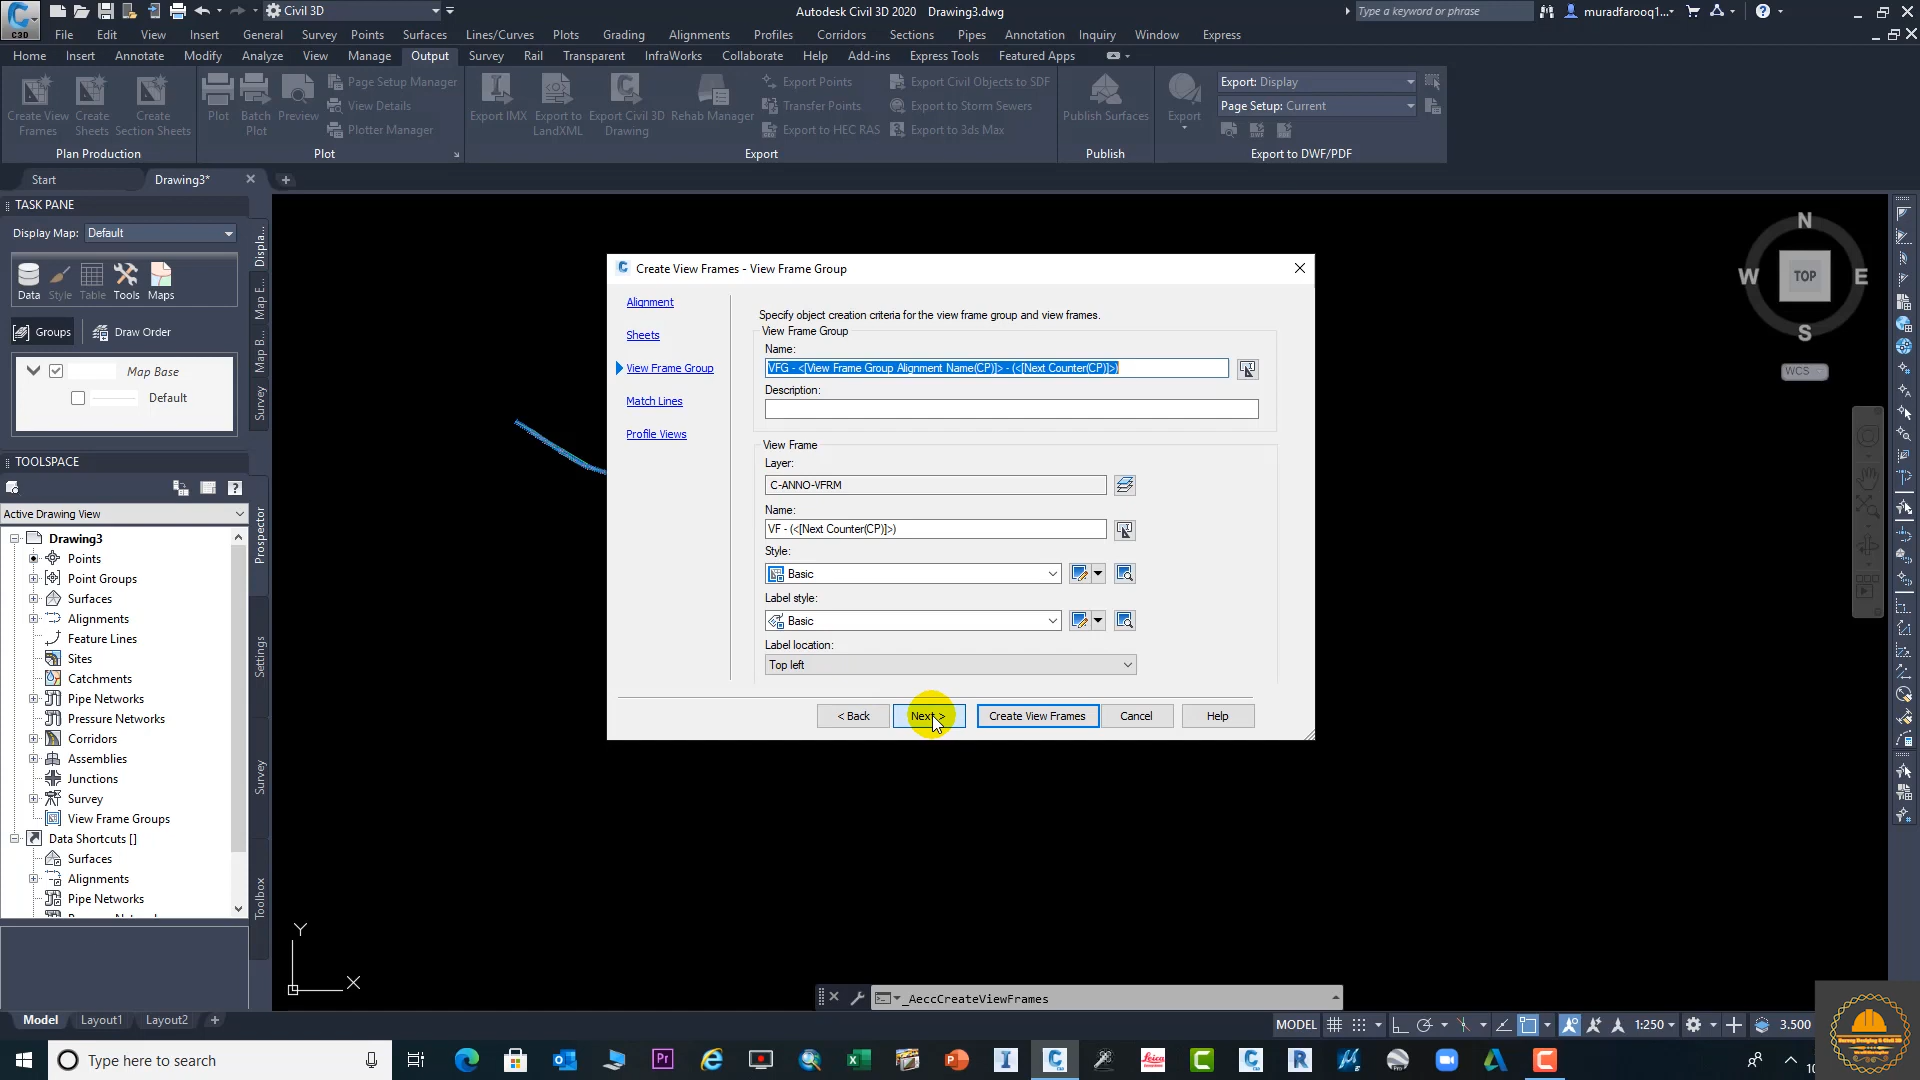 Civil 3D
Autodesk Civil 3D 2020 Drawing3.dwg
Type a keyword or phrase
muradfarooq1...
C3D
File Edit View Insert General Survey Points Surfaces Lines/Curves Plots Grading Alignments Profiles Corridors Sections Pipes Annotation Inquiry Window Express
Home Insert Annotate Modify Analyze View Manage Output Survey Rail Transparent InfraWorks Collaborate Help Add-ins Express Tools Featured Apps
Create View Frames
Create Sheets
Create Section Sheets
Plot
Batch Plot
Preview
Page Setup Manager
View Details
Plotter Manager
Export IMX
Export to LandXML
Export Civil 3D Drawing
Rehab Manager
Export Points
Transfer Points
Export to HEC RAS
Export Civil Objects to SDF
Export to Storm Sewers
Export to 3ds Max
Publish Surfaces
Export
Export: Display
Page Setup: Current
Plan Production
Plot
Export
Publish
Export to DWF/PDF
Start
Drawing3*
TASK PANE
Display Map: Default
Data Style Table Tools Maps
Groups Draw Order
Map Base
Default
Displa...
Map E...
Map B...
Survey
TOOLSPACE
Active Drawing View
Drawing3
Points
Point Groups
Surfaces
Alignments
Feature Lines
Sites
Catchments
Pipe Networks
Pressure Networks
Corridors
Assemblies
Junctions
Survey
View Frame Groups
Data Shortcuts []
Surfaces
Alignments
Pipe Networks
Prospector
Settings
Survey
Toolbox
Create View Frames - View Frame Group
Alignment
Sheets
View Frame Group
Match Lines
Profile Views
Specify object creation criteria for the view frame group and view frames.
View Frame Group
Name:
VFG - <[View Frame Group Alignment Name(CP)]> - (<[Next Counter(CP)]>)
Description:
View Frame
Layer:
C-ANNO-VFRM
Name:
VF - (<[Next Counter(CP)]>)
Style:
Basic
Label style:
Basic
Label location:
Top left
< Back
Next >
Create View Frames
Cancel
Help
N
W
TOP
E
S
WCS
Y
X
_AeccCreateViewFrames
Model Layout1 Layout2
MODEL
1:250
3.500
Type here to search